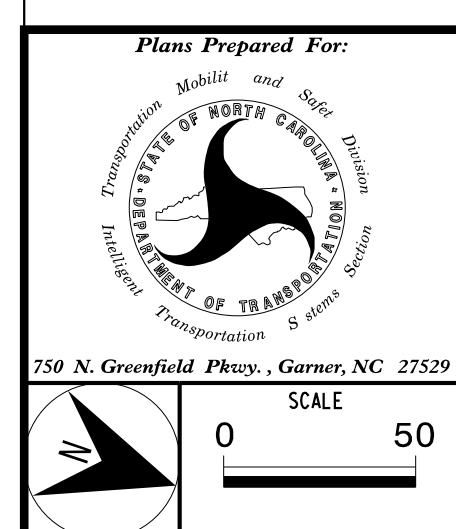 Plans Prepared For:
Transportation Mobilit and Safet Division
STATE OF NORTH CAROLINA
DEPARTMENT OF TRANSPORTATION
Intelligent Transportation S stems Section
750 N. Greenfield Pkwy. , Garner, NC 27529
N
SCALE
0 50